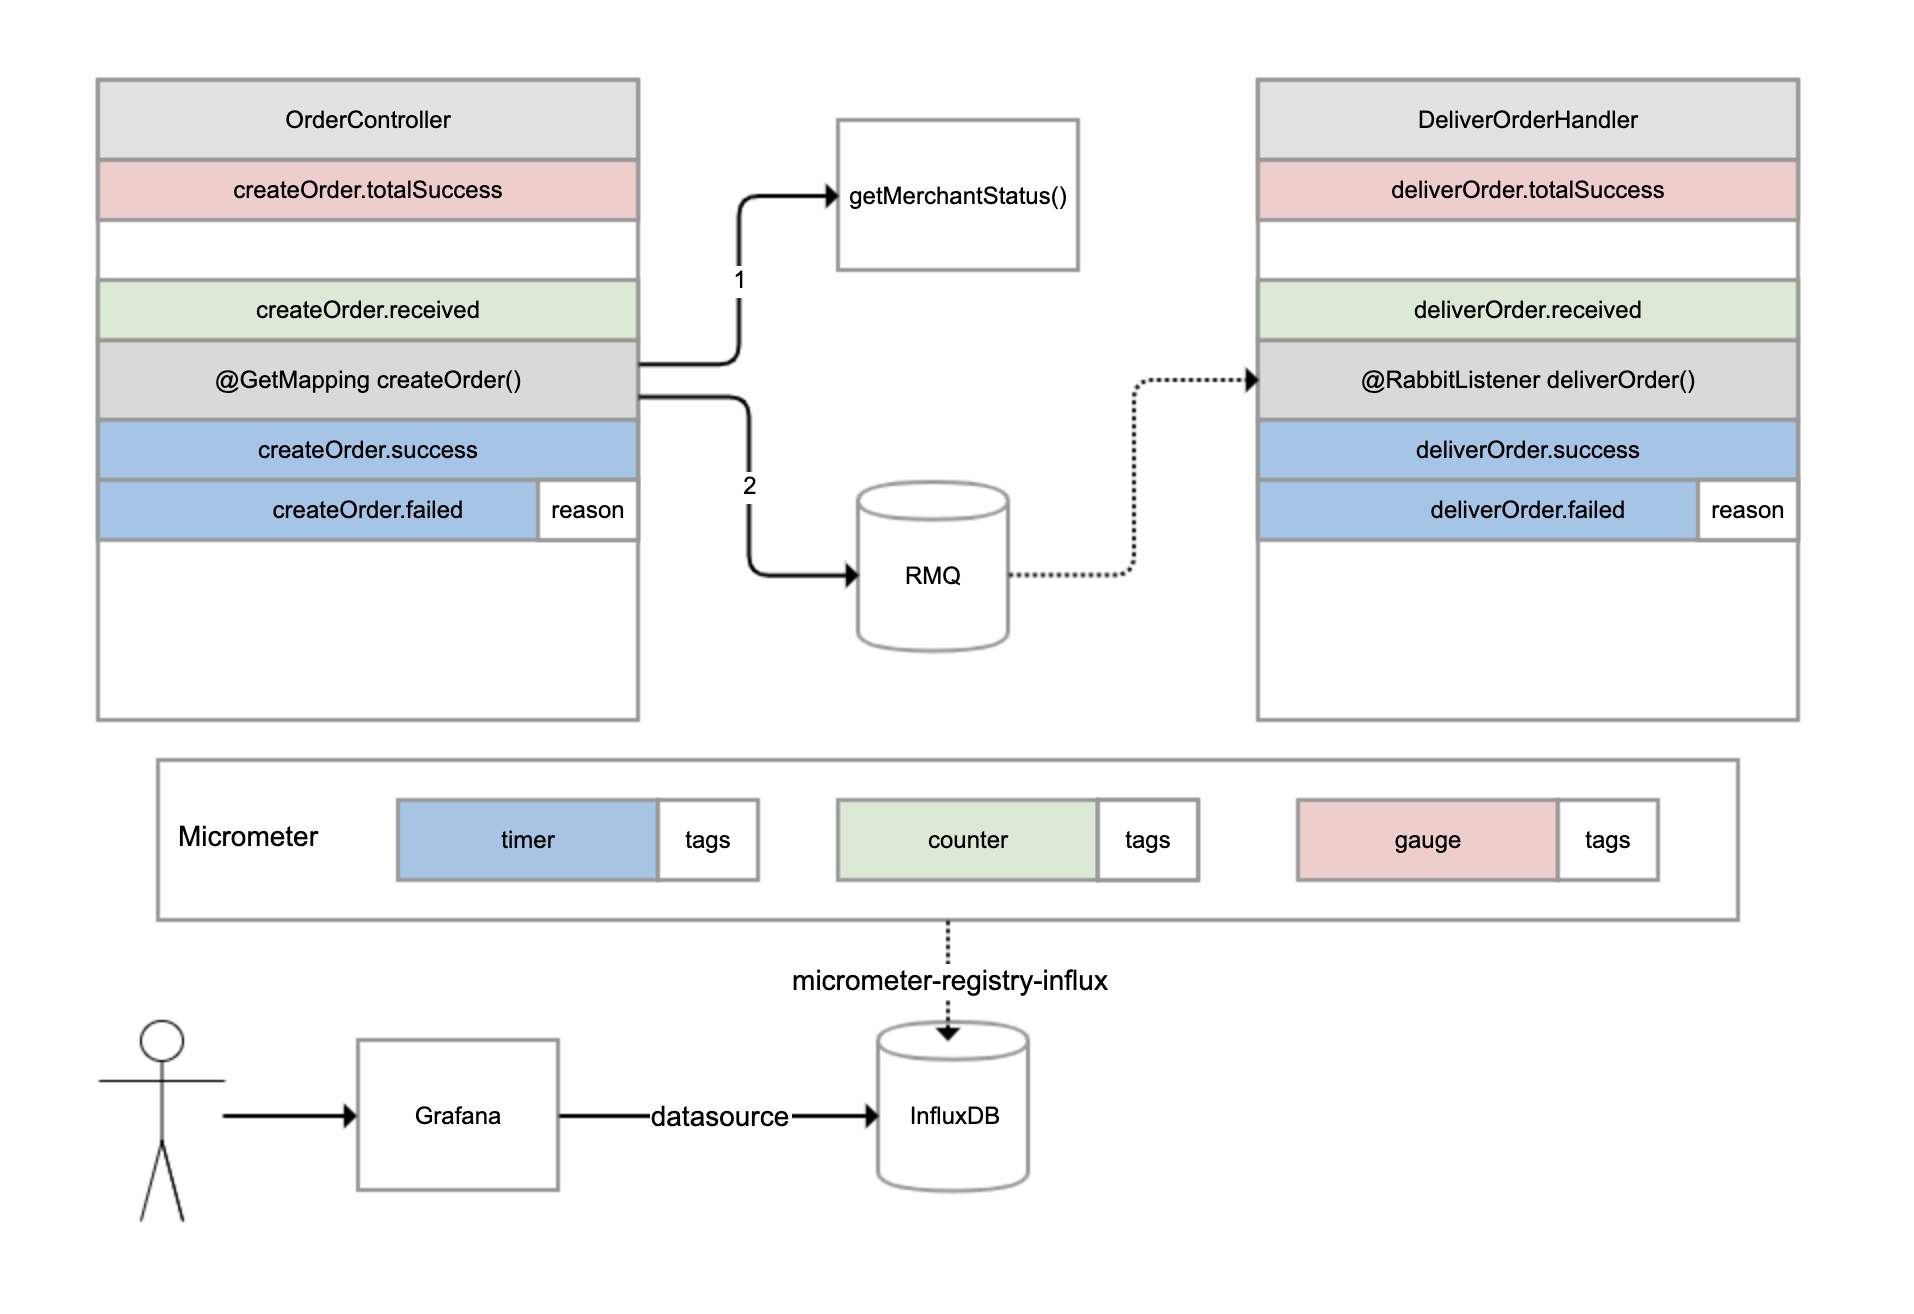 OrderController
createOrder.totalSuccess
createOrder.received
@GetMapping createOrder()
createOrder.success
createOrder.failed
reason
1
getMerchantStatus()
2
RMQ
DeliverOrderHandler
deliverOrder.totalSuccess
deliverOrder.received
@RabbitListener deliverOrder()
deliverOrder.success
deliverOrder.failed
reason
Micrometer
timer
tags
counter
tags
gauge
tags
micrometer-registry-influx
Grafana
datasource
InfluxDB